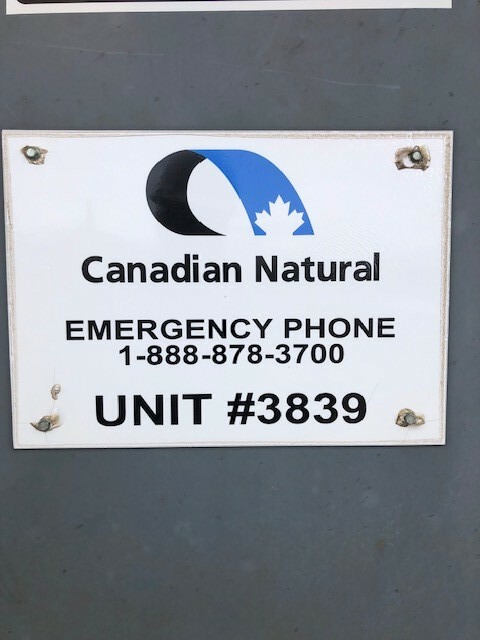 Canadian Natural
EMERGENCY PHONE
1-888-878-3700
UNIT #3839